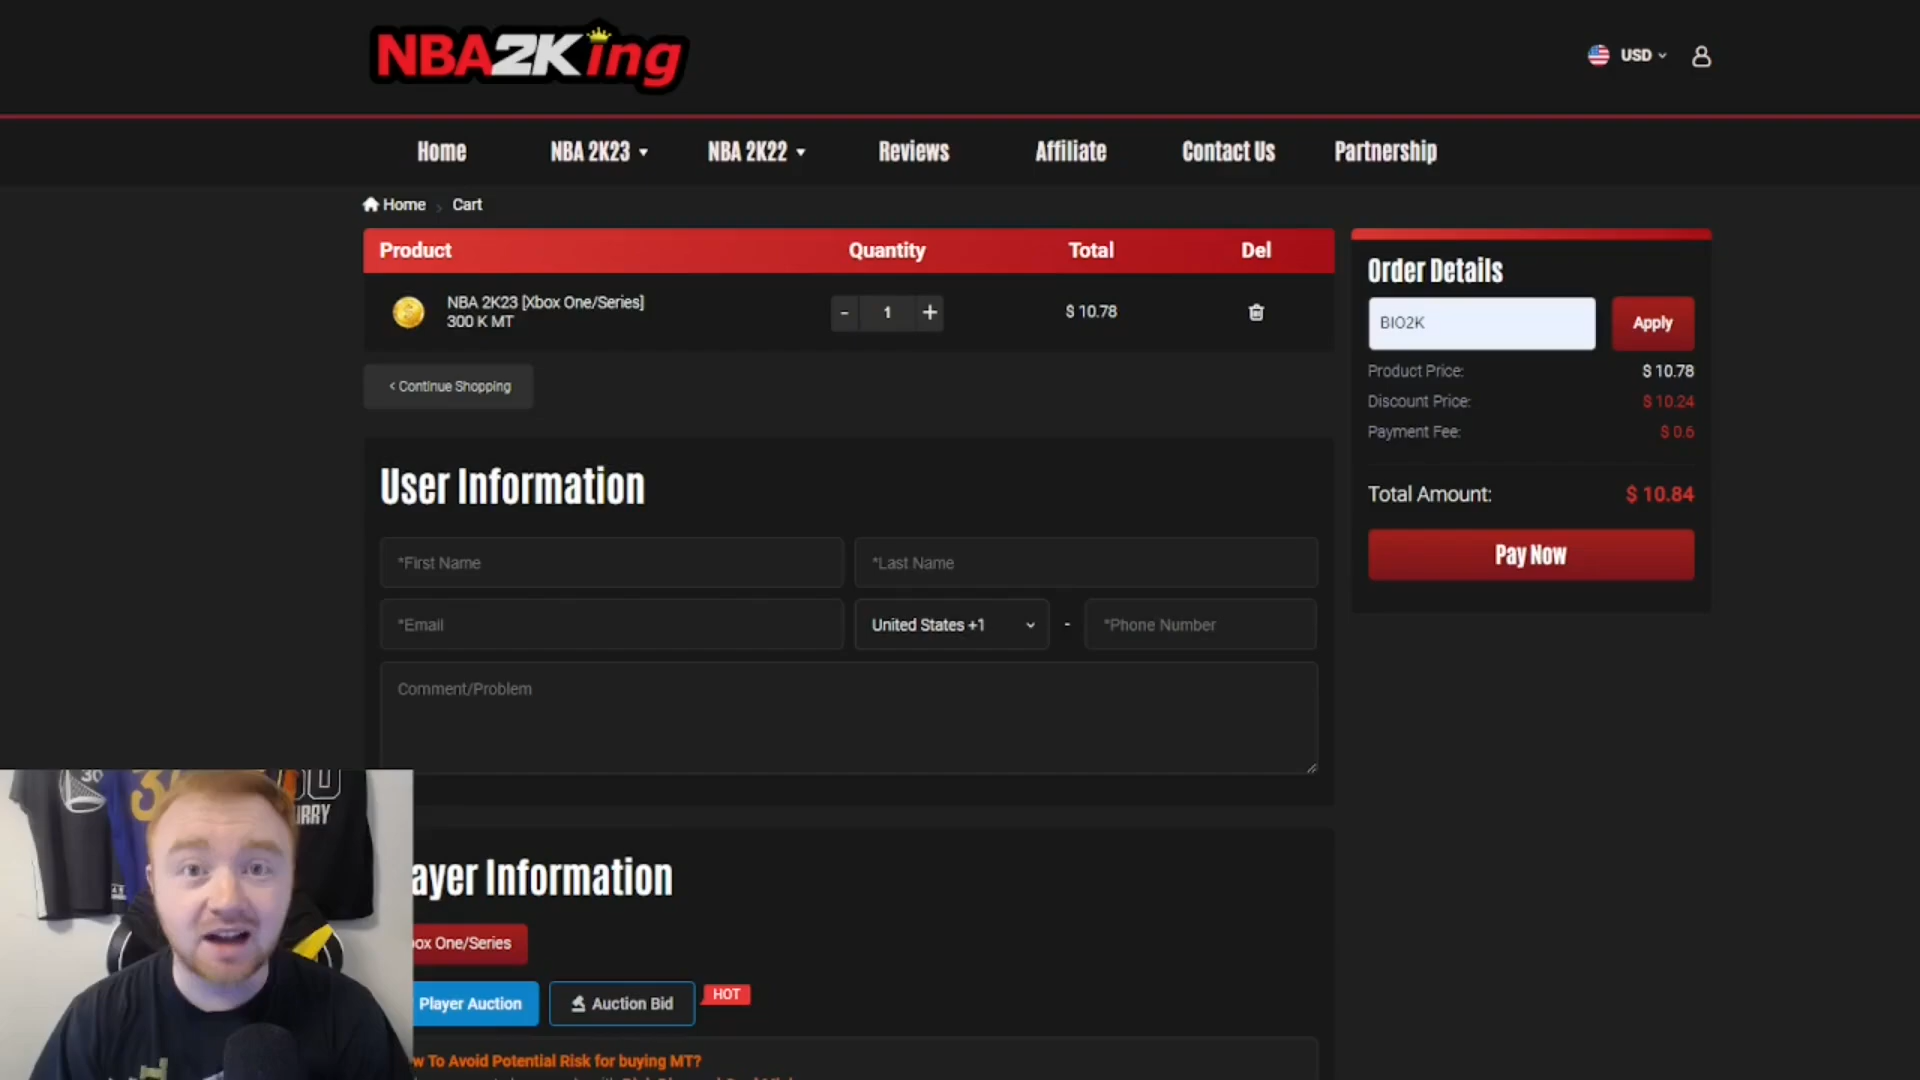 NBA2King
USD
Home
NBA 2K23
NBA 2K22
Reviews
Affiliate
Contact Us
Partnership
Home > Cart
Product
Quantity
Total
Del
NBA 2K23 [Xbox One/Series]
300 K MT
- 1 +
$ 10.78
< Continue Shopping
Order Details
BIO2K
Apply
Product Price: $ 10.78
Discount Price: $ 10.24
Payment Fee: $ 0.6
Total Amount: $ 10.84
Pay Now
User Information
*First Name
*Last Name
*Email
United States +1
-
*Phone Number
Comment/Problem
30
ayer Information
ox One/Series
Player Auction
Auction Bid
HOT
w To Avoid Potential Risk for buying MT?